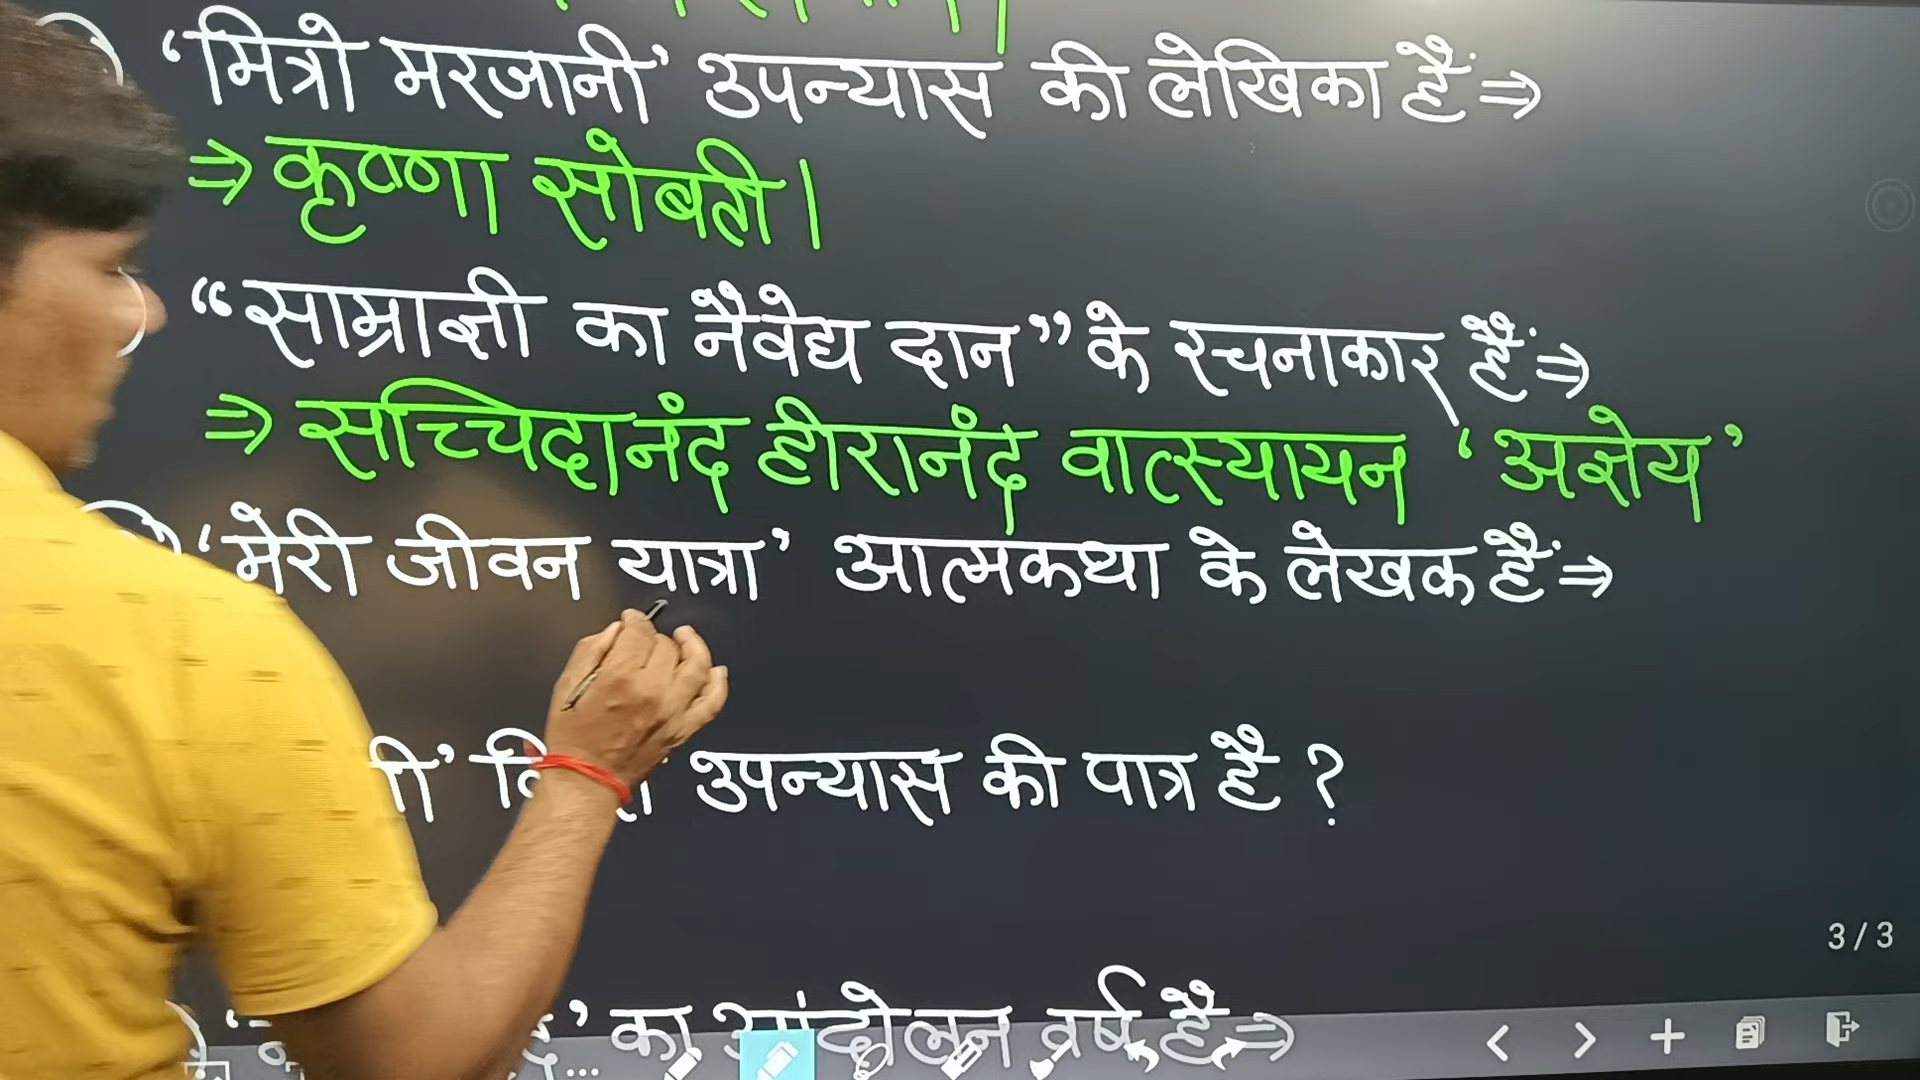 ‘मित्रो मरजानी’ उपन्यास की लेखिका हैं⇒
⇒कृष्णा सोबती।
“साम्राज्ञी का नैवेद्य दान” के रचनाकार हैं⇒
⇒ सच्चिदानंद हीरानंद वात्स्यायन ‘अज्ञेय’
‘मेरी जीवन यात्रा’ आत्मकथा के लेखक हैं⇒
उपन्यास की पात्र है ?
3/3
का आंदोलन वर्ष है⇒